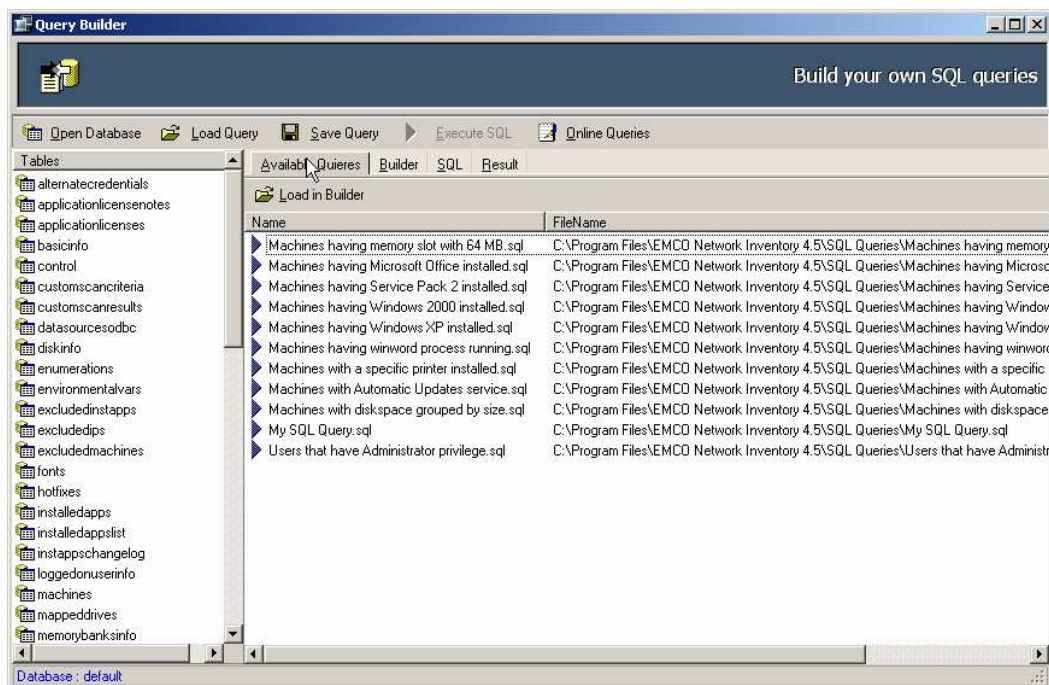 Query Builder
Build your own SQL queries
Open Database Load Query Save Query Execute SQL Online Queries
Tables
alternatecredentials
applicationlicensenotes
applicationlicenses
basicinfo
control
customscancriteria
customscanresults
datasourcesodbc
diskinfo
enumerations
environmentalvars
excludedinstapps
excludedips
excludedmachines
fonts
hotfixes
installedapps
installedappslist
instappschangelog
loggedonuserinfo
machines
mappeddrives
memorybanksinfo
Availabl Quieres Builder SQL Result
Load in Builder
Name FileName
Machines having memory slot with 64 MB.sql C:\Program Files\EMCO Network Inventory 4.5\SQL Queries\Machines having memory
Machines having Microsoft Office installed.sql C:\Program Files\EMCO Network Inventory 4.5\SQL Queries\Machines having Microso
Machines having Service Pack 2 installed.sql C:\Program Files\EMCO Network Inventory 4.5\SQL Queries\Machines having Service
Machines having Windows 2000 installed.sql C:\Program Files\EMCO Network Inventory 4.5\SQL Queries\Machines having Window
Machines having Windows XP installed.sql C:\Program Files\EMCO Network Inventory 4.5\SQL Queries\Machines having Window
Machines having winword process running.sql C:\Program Files\EMCO Network Inventory 4.5\SQL Queries\Machines having winword
Machines with a specific printer installed.sql C:\Program Files\EMCO Network Inventory 4.5\SQL Queries\Machines with a specific
Machines with Automatic Updates service.sql C:\Program Files\EMCO Network Inventory 4.5\SQL Queries\Machines with Automatic
Machines with diskspace grouped by size.sql C:\Program Files\EMCO Network Inventory 4.5\SQL Queries\Machines with diskspace
My SQL Query.sql C:\Program Files\EMCO Network Inventory 4.5\SQL Queries\My SQL Query.sql
Users that have Administrator privilege.sql C:\Program Files\EMCO Network Inventory 4.5\SQL Queries\Users that have Administr
Database : default